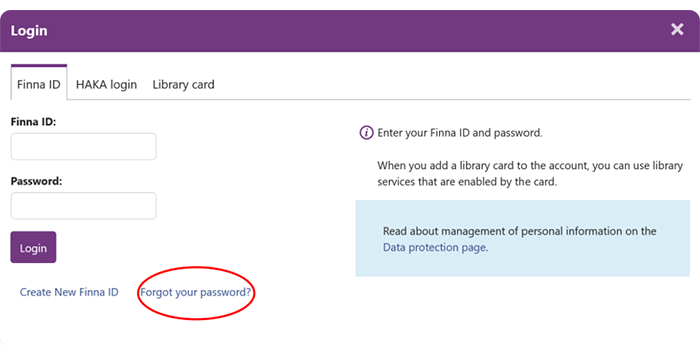 Login
Finna ID HAKA login Library card
Finna ID:
Password:
Login
Create New Finna ID Forgot your password?
Enter your Finna ID and password.
When you add a library card to the account, you can use library
services that are enabled by the card.
Read about management of personal information on the
Data protection page.